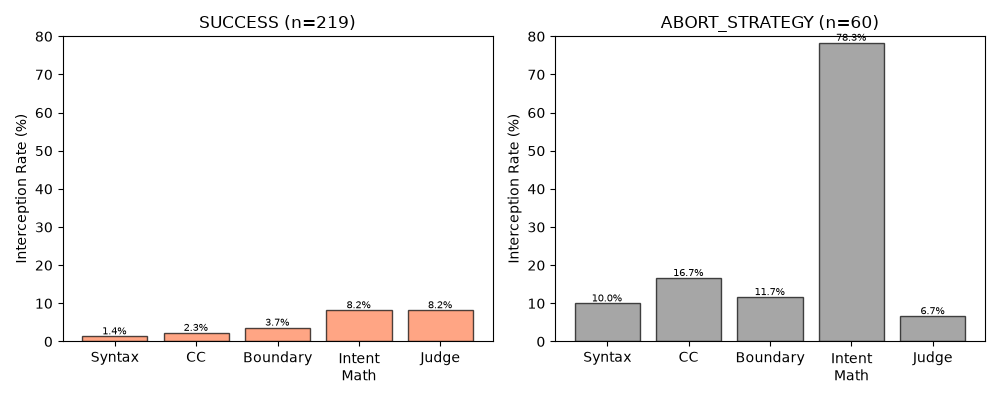 SUCCESS (n=219)
Interception Rate (%)
80
70
60
50
40
30
20
10
0
1.4%
2.3%
3.7%
8.2%
8.2%
Syntax
CC
Boundary
Intent
Math
Judge
ABORT_STRATEGY (n=60)
Interception Rate (%)
80
70
60
50
40
30
20
10
0
10.0%
16.7%
11.7%
78.3%
6.7%
Syntax
CC
Boundary
Intent
Math
Judge